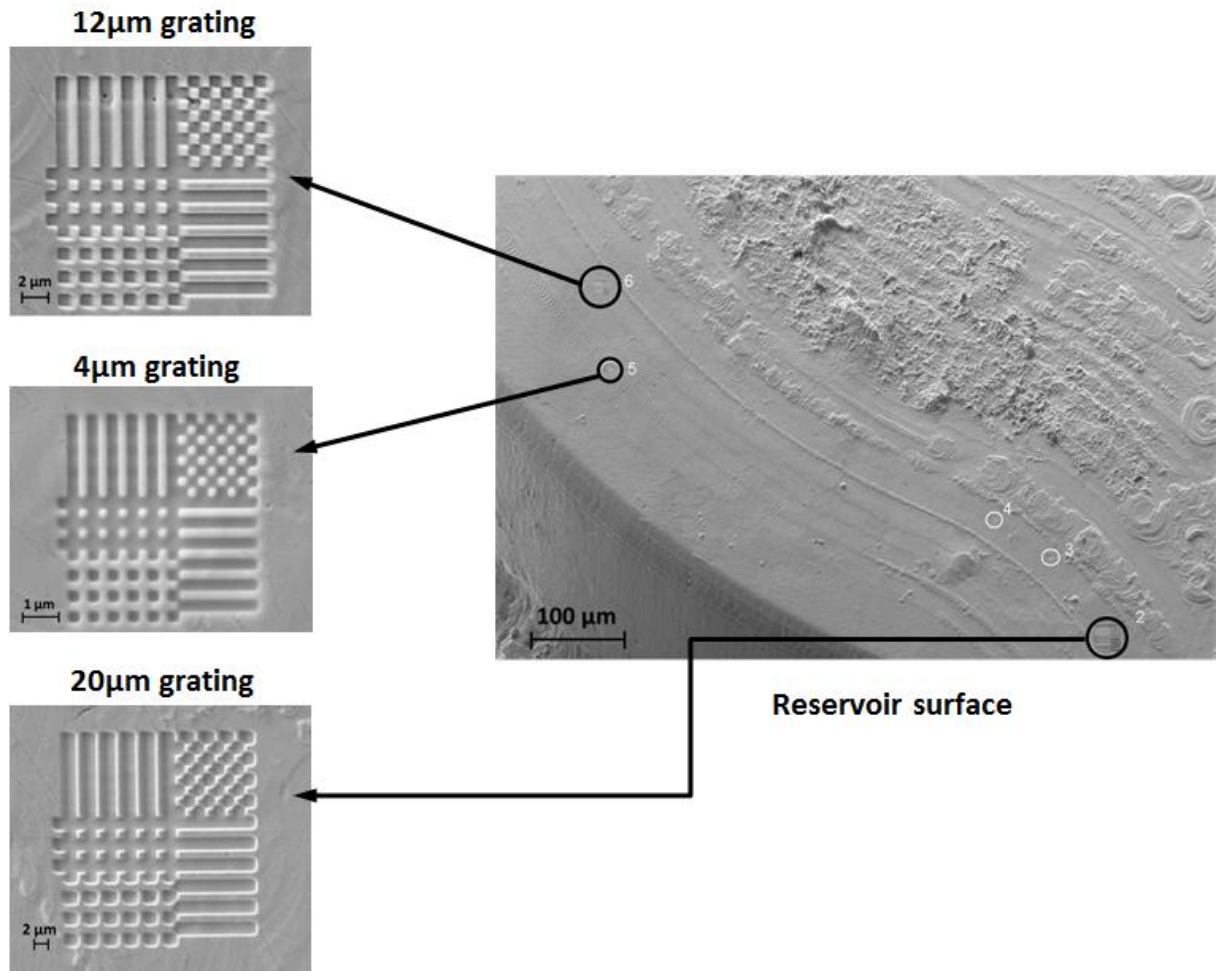 12μm grating
2 μm
4μm grating
1 μm
20μm grating
2 μm
6
5
4
3
2
100 μm
Reservoir surface